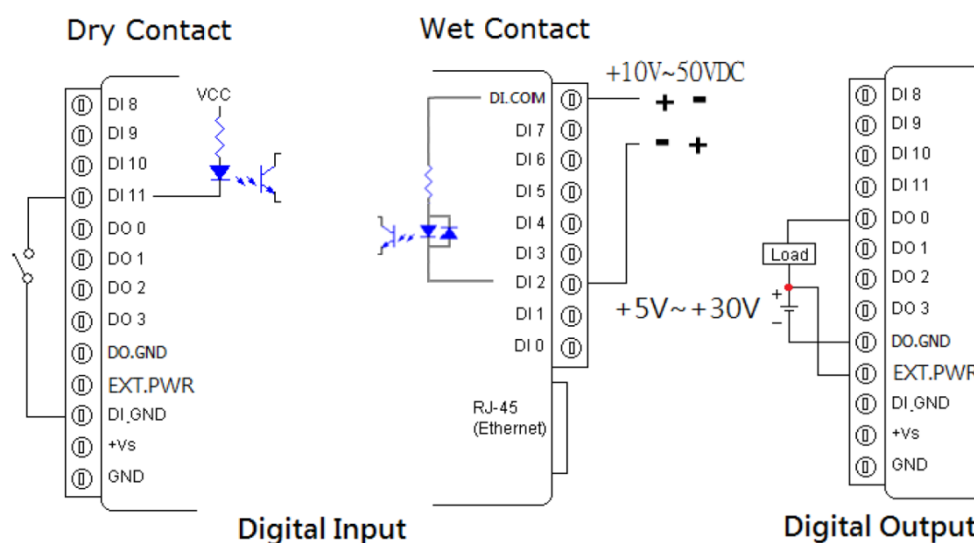 Dry Contact
DI 8
DI 9
DI 10
DI 11
DO 0
DO 1
DO 2
DO 3
DO.GND
EXT.PWR
DI_GND
+Vs
GND
VCC
Wet Contact
DI.COM
DI 7
DI 6
DI 5
DI 4
DI 3
DI 2
DI 1
DI 0
RJ-45
(Ethernet)
+10V~50VDC
+ -
- +
Digital Input
DI 8
DI 9
DI 10
DI 11
DO 0
DO 1
DO 2
DO 3
DO.GND
EXT.PWR
DI_GND
+Vs
GND
Load
+5V~+30V
+
-
Digital Output